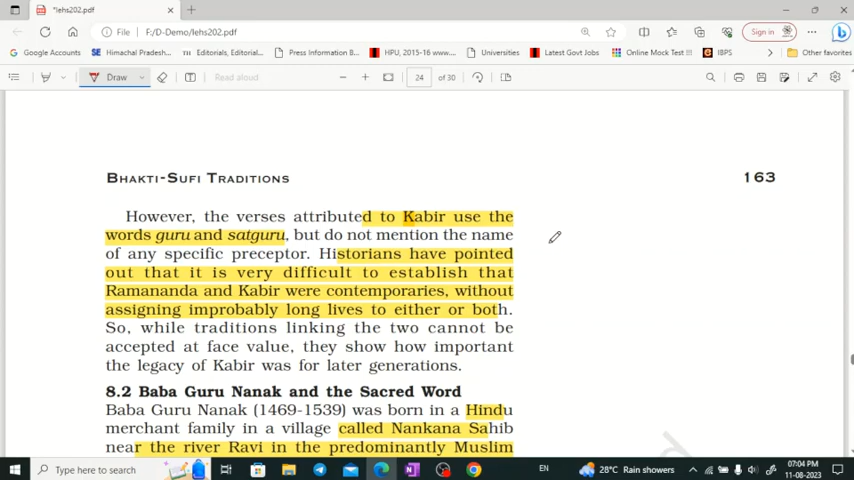 *lehs202.pdf
File
F:/D-Demo/lehs202.pdf
Sign in
Google Accounts
SE Himachal Pradesh...
Editorials, Editorial...
Press Information B...
HPU, 2015-16 www....
Universities
Latest Govt Jobs
Online Mock Test !!!
IBPS
Other favorites
Draw
Read aloud
24 of 30
BHAKTI-SUFI TRADITIONS
163
However, the verses attributed to Kabir use the
words guru and satguru, but do not mention the name
of any specific preceptor. Historians have pointed
out that it is very difficult to establish that
Ramananda and Kabir were contemporaries, without
assigning improbably long lives to either or both.
So, while traditions linking the two cannot be
accepted at face value, they show how important
the legacy of Kabir was for later generations.
8.2 Baba Guru Nanak and the Sacred Word
Baba Guru Nanak (1469-1539) was born in a Hindu
merchant family in a village called Nankana Sahib
near the river Ravi in the predominantly Muslim
Type here to search
EN
28°C Rain showers
07:04 PM
11-08-2023